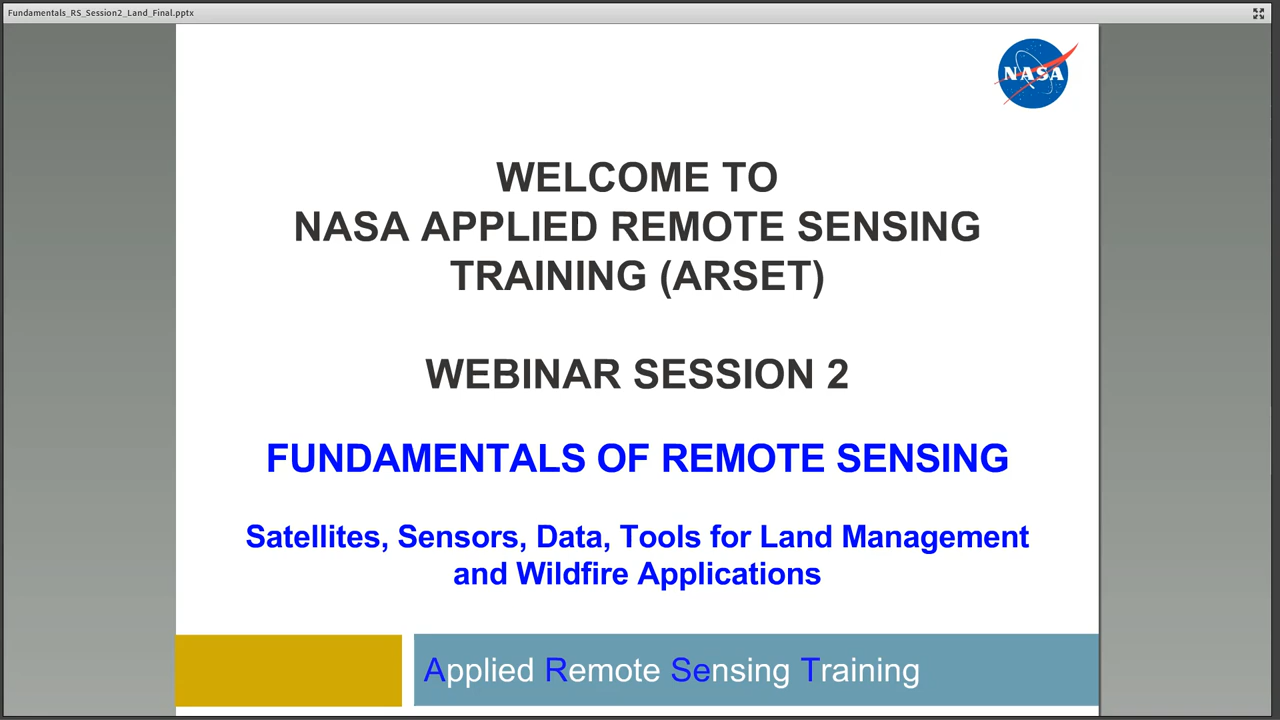 Fundamentals_RS_Session2_Land_Final.pptx
NASA
WELCOME TO
NASA APPLIED REMOTE SENSING
TRAINING (ARSET)
WEBINAR SESSION 2
FUNDAMENTALS OF REMOTE SENSING
Satellites, Sensors, Data, Tools for Land Management
and Wildfire Applications
Applied Remote Sensing Training